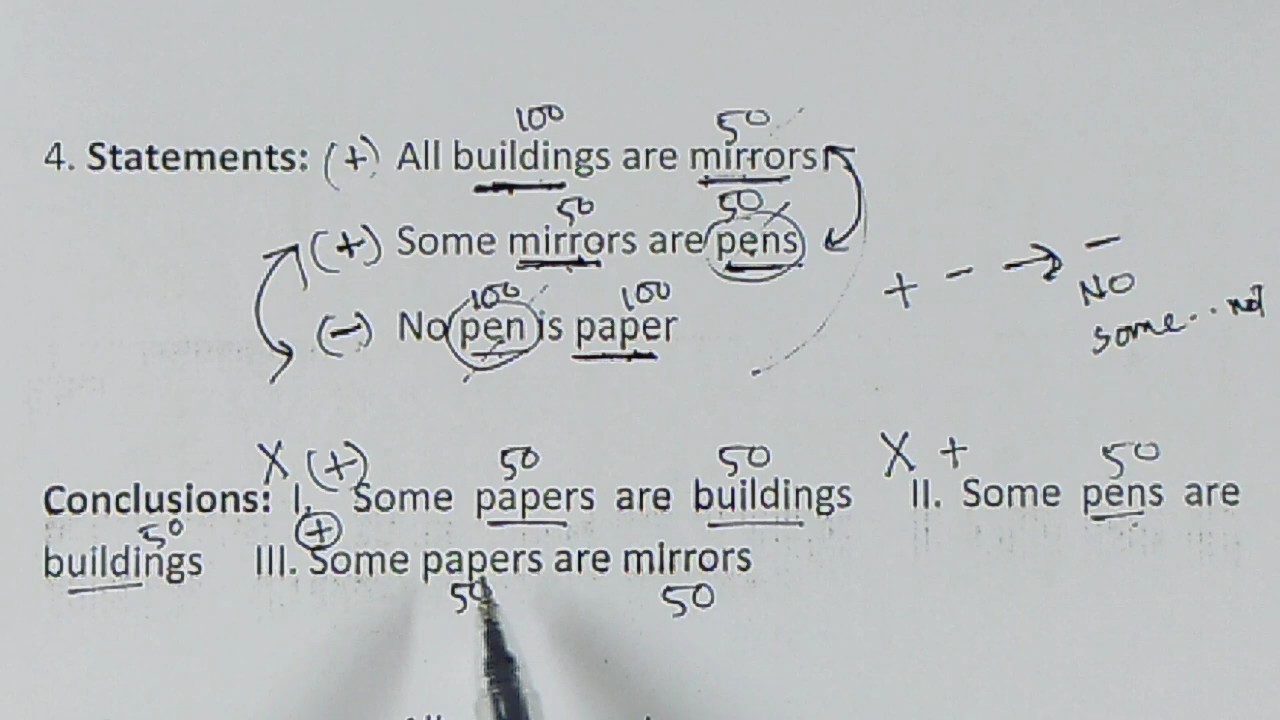 100 50
4. Statements: (+) All buildings are mirrors
50 50
(+) Some mirrors are pens
100 100
(-) No pen is paper
+ - → -
NO
some...not
X (+) 50 50 X + 50
Conclusions: I. Some papers are buildings II. Some pens are
50 (+)
buildings III. Some papers are mirrors
50 50